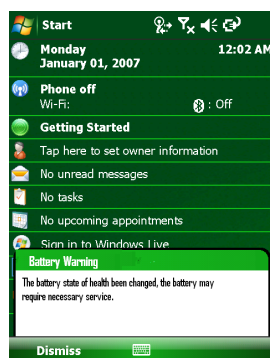 Start
Monday 12:02 AM
January 01, 2007
Phone off
Wi-Fi: : Off
Getting Started
Tap here to set owner information
No unread messages
No tasks
No upcoming appointments
Sign in to Windows Live
Battery Warning
The battery state of health been changed, the battery may
require necessary service.
Dismiss